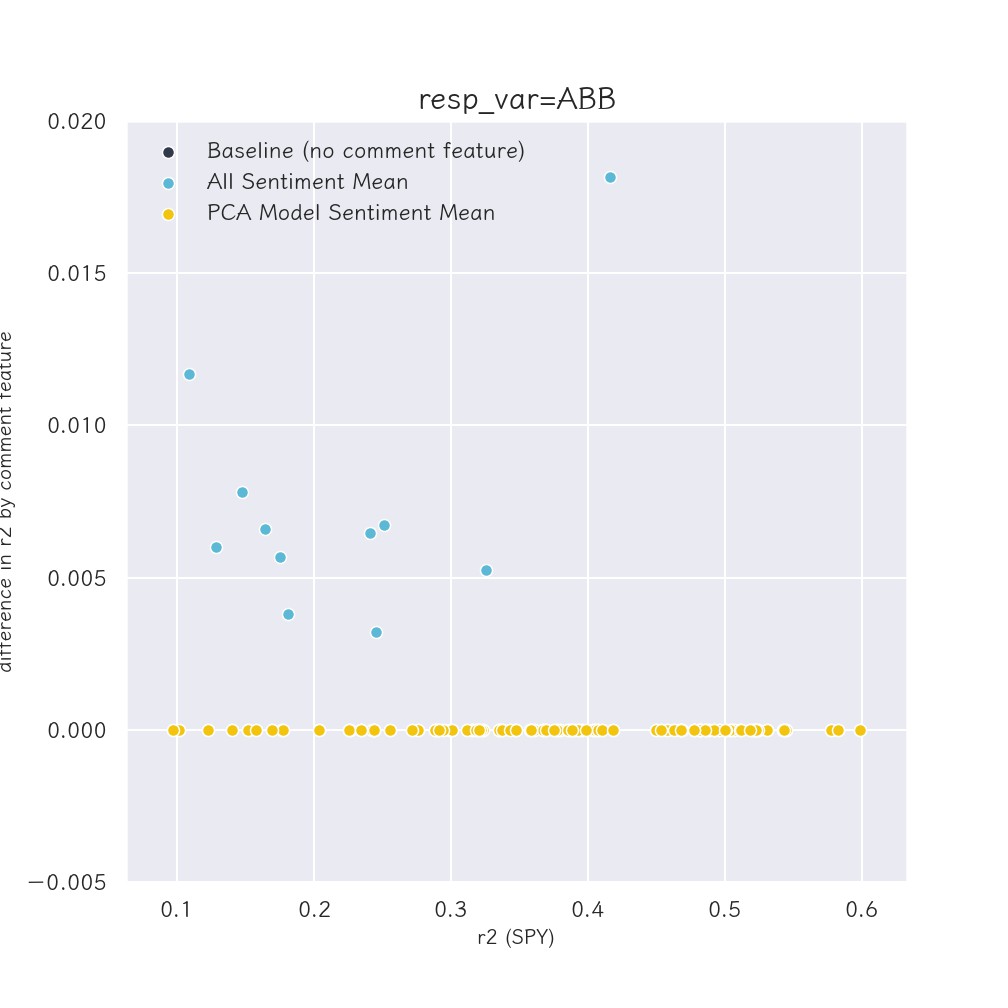 resp_var=ABB
0.020
0.015
0.010
0.005
0.000
−0.005
Baseline (no comment feature)
All Sentiment Mean
PCA Model Sentiment Mean
difference in r2 by comment feature
0.1 0.2 0.3 0.4 0.5 0.6
r2 (SPY)